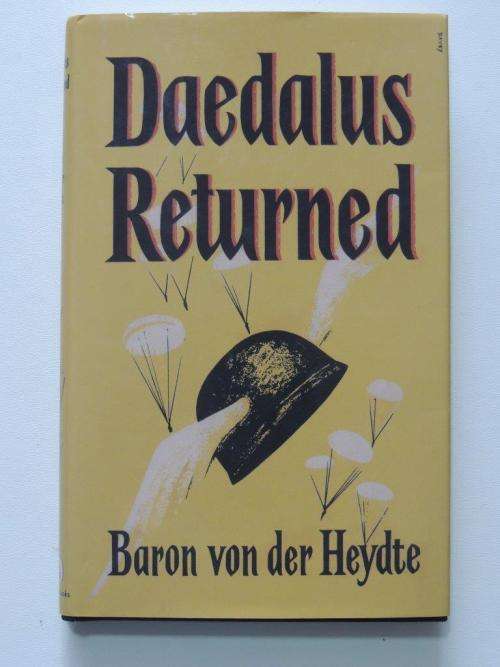 Daedalus
Returned
Baron von der Heydte